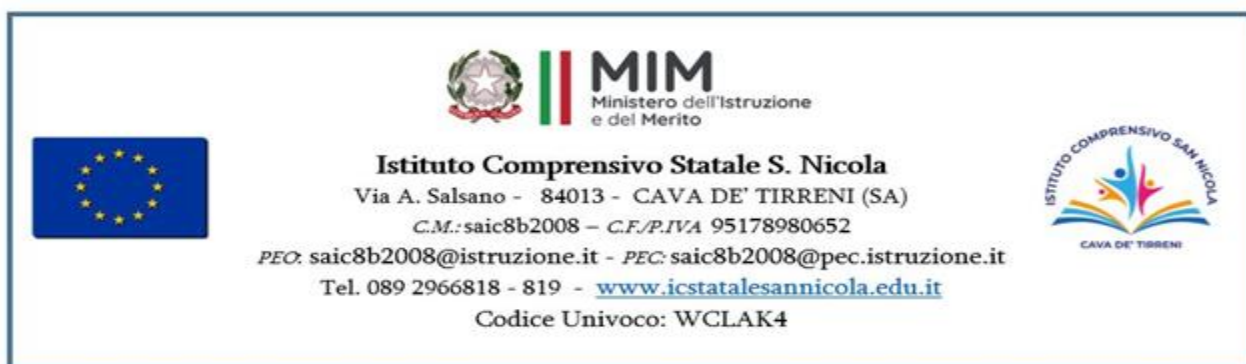 MIM
Ministero dell'Istruzione
e del Merito
Istituto Comprensivo Statale S. Nicola
Via A. Salsano - 84013 - CAVA DE' TIRRENI (SA)
C.M.: saic8b2008 – C.F./P.IVA 95178980652
PEO: saic8b2008@istruzione.it - PEC: saic8b2008@pec.istruzione.it
Tel. 089 2966818 - 819 - www.icstatalesannicola.edu.it
Codice Univoco: WCLAK4
ISTITUTO COMPRENSIVO SAN NICOLA
CAVA DE' TIRRENI